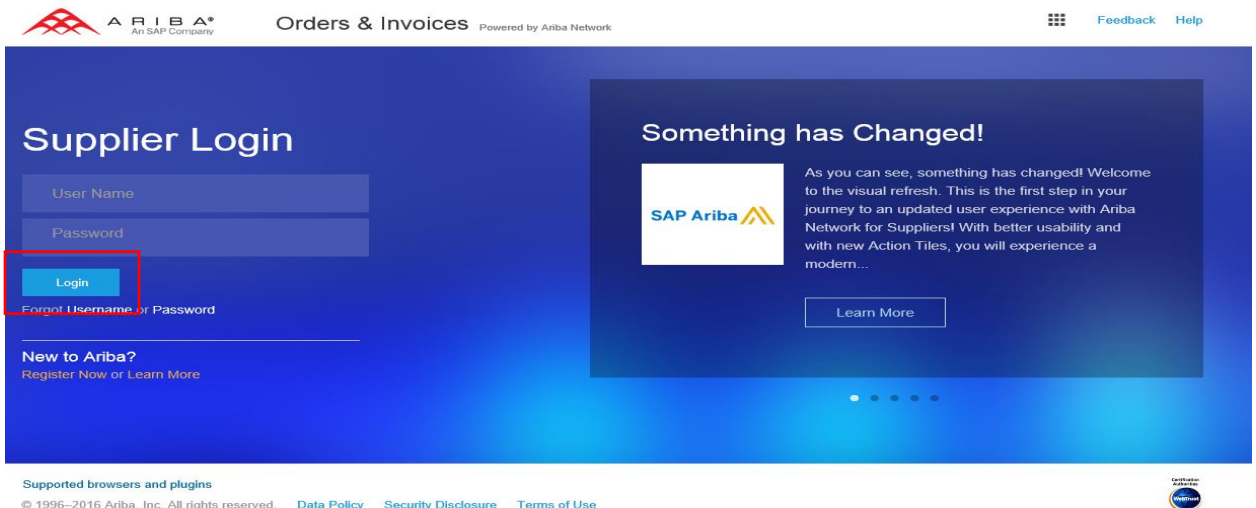 ARIBA®
An SAP Company
Orders & Invoices Powered by Ariba Network
Feedback Help
Supplier Login
User Name
Password
Login
Forgot Username or Password
New to Ariba?
Register Now or Learn More
Something has Changed!
SAP Ariba
As you can see, something has changed! Welcome
to the visual refresh. This is the first step in your
journey to an updated user experience with Ariba
Network for Suppliers! With better usability and
with new Action Tiles, you will experience a
modern...
Learn More
Supported browsers and plugins
© 1996–2016 Ariba, Inc. All rights reserved. Data Policy Security Disclosure Terms of Use
Certification
Authorities
WebTrust